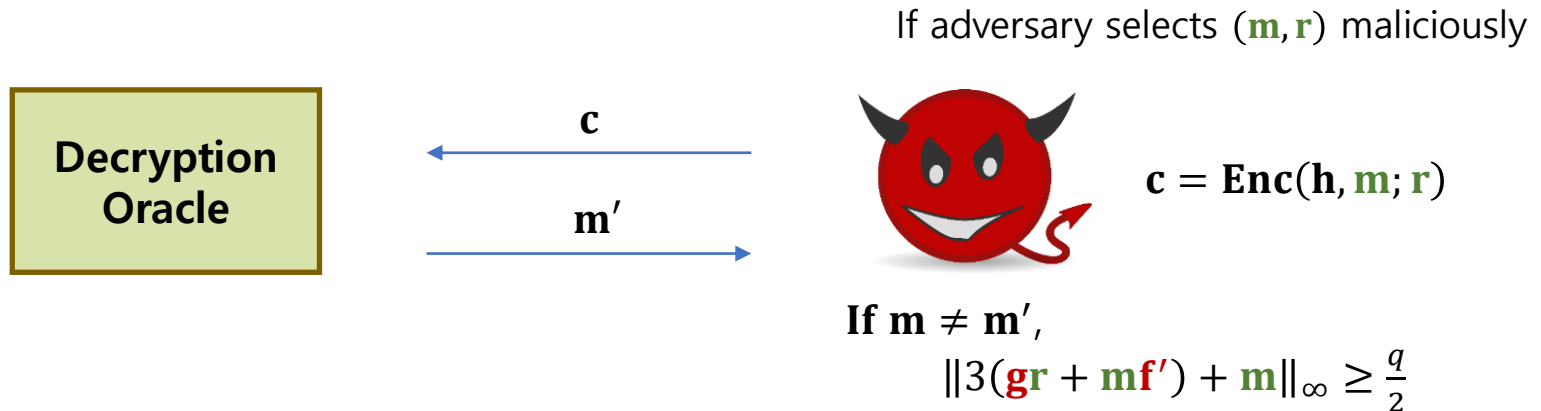 If adversary selects (m, r) maliciously
Decryption
Oracle
c
m′
c = Enc(h, m; r)
If m ≠ m′,
‖3(gr + mf′) + m‖∞ ≥ q/2